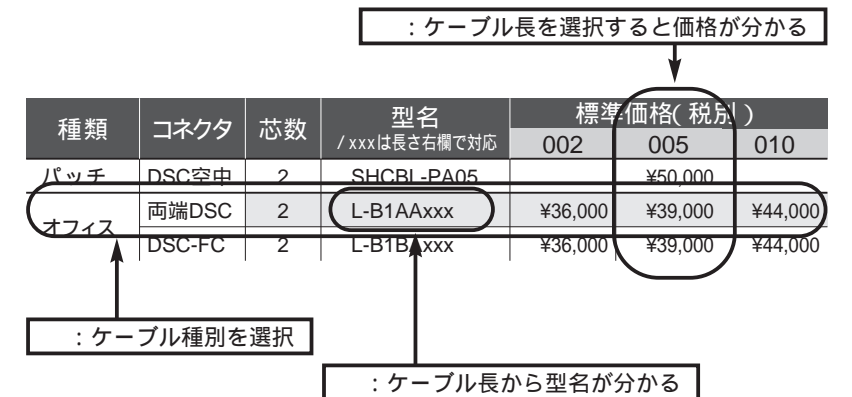 ：ケーブル長を選択すると価格が分かる
種類 コネクタ 芯数 型名 標準価格（税別）
/ xxxは長さ右欄で対応 002 005 010
パッチ DSC空中 2 SHCBL-PA05 ¥50,000
オフィス 両端DSC 2 L-B1AAxxx ¥36,000 ¥39,000 ¥44,000
DSC-FC 2 L-B1BAxxx ¥36,000 ¥39,000 ¥44,000
：ケーブル種別を選択
：ケーブル長から型名が分かる